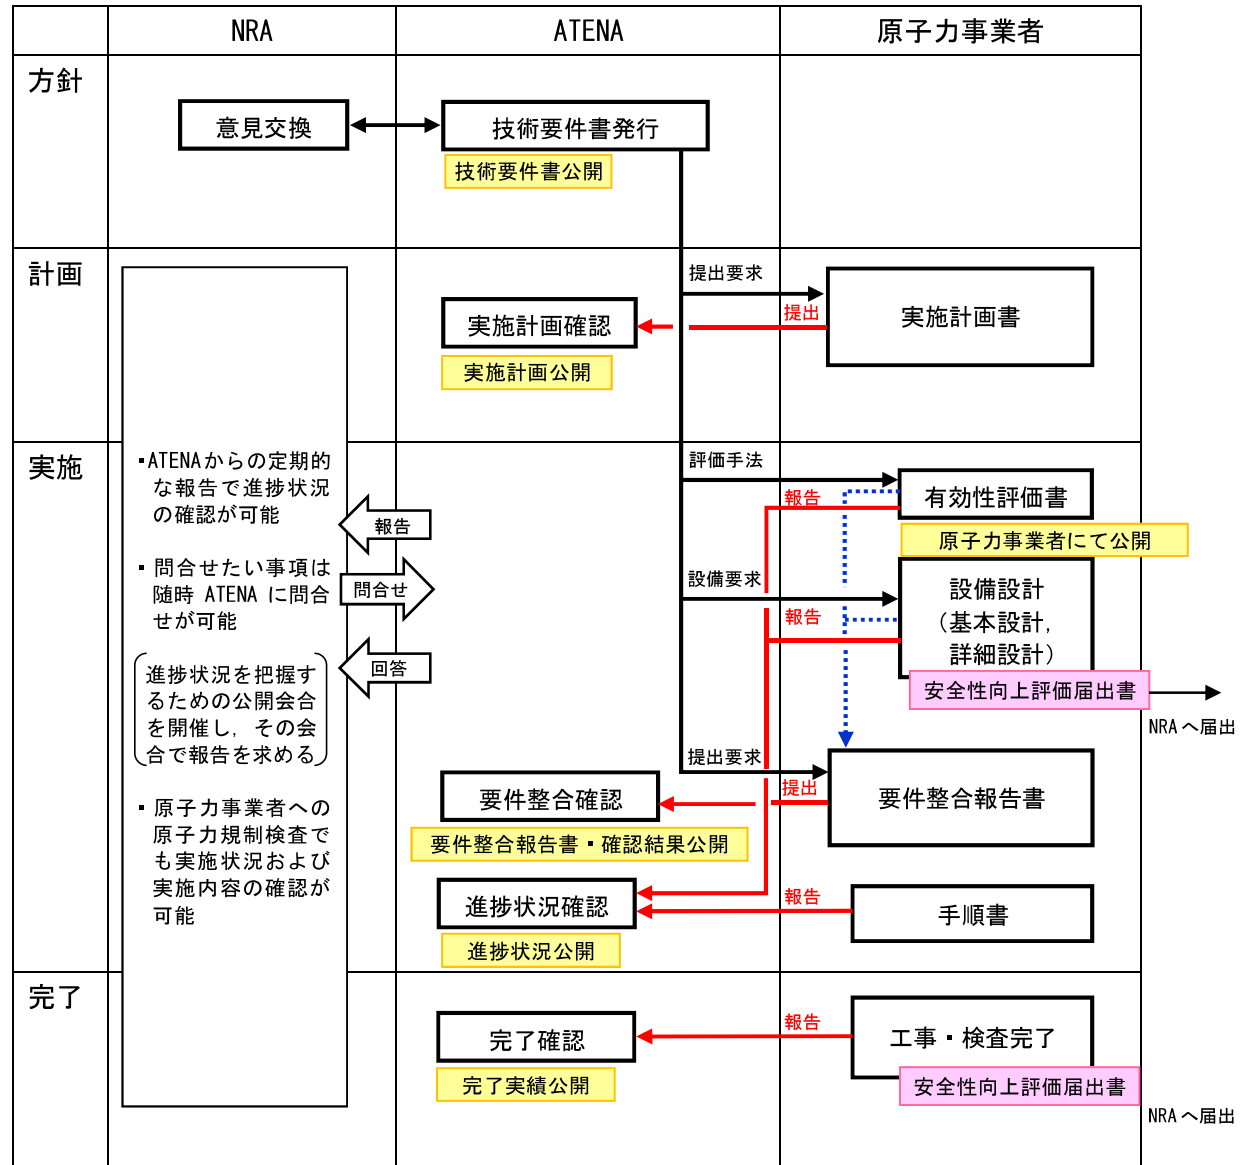 NRA
ATENA
原子力事業者
方針
意見交換
技術要件書発行
技術要件書公開
計画
提出要求
提出
実施計画書
実施計画確認
実施計画公開
実施
・ATENAからの定期的
な報告で進捗状況
の確認が可能
・問合せたい事項は
随時 ATENA に問合
せが可能
進捗状況を把握す
るための公開会合
を開催し，その会
合で報告を求める
・原子力事業者への
原子力規制検査で
も実施状況および
実施内容の確認が
可能
報告
問合せ
回答
評価手法
報告
有効性評価書
原子力事業者にて公開
設備要求
報告
設備設計
（基本設計，
詳細設計）
安全性向上評価届出書
NRAへ届出
提出要求
提出
要件整合報告書
要件整合確認
要件整合報告書・確認結果公開
進捗状況確認
進捗状況公開
報告
手順書
完了
完了確認
完了実績公開
報告
工事・検査完了
安全性向上評価届出書
NRAへ届出